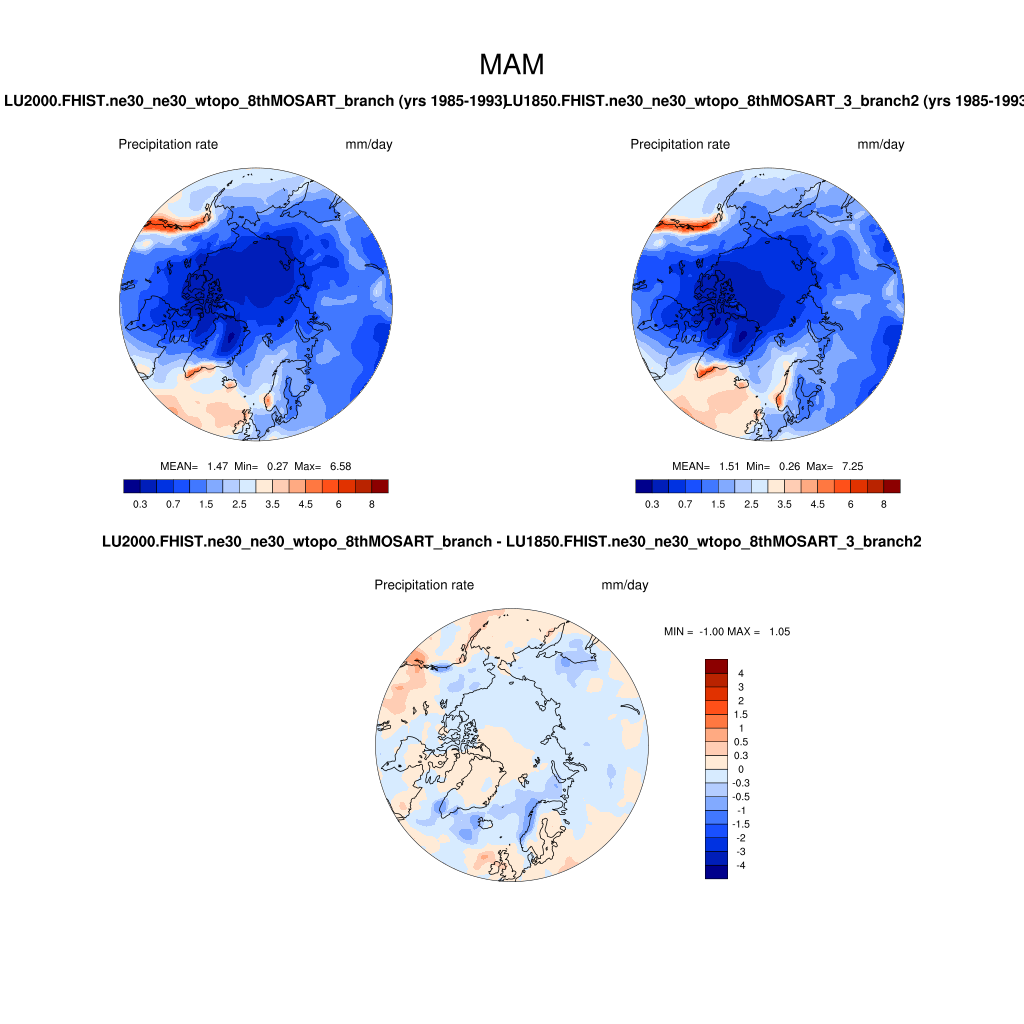 MAM
LU2000.FHIST.ne30_ne30_wtopo_8thMOSART_branch (yrs 1985-1993)
LU1850.FHIST.ne30_ne30_wtopo_8thMOSART_3_branch2 (yrs 1985-1993
Precipitation rate mm/day
Precipitation rate mm/day
MEAN= 1.47 Min= 0.27 Max= 6.58
MEAN= 1.51 Min= 0.26 Max= 7.25
0.3 0.7 1.5 2.5 3.5 4.5 6 8
0.3 0.7 1.5 2.5 3.5 4.5 6 8
LU2000.FHIST.ne30_ne30_wtopo_8thMOSART_branch - LU1850.FHIST.ne30_ne30_wtopo_8thMOSART_3_branch2
Precipitation rate mm/day
MIN = -1.00 MAX = 1.05
4
3
2
1.5
1
0.5
0.3
0
-0.3
-0.5
-1
-1.5
-2
-3
-4